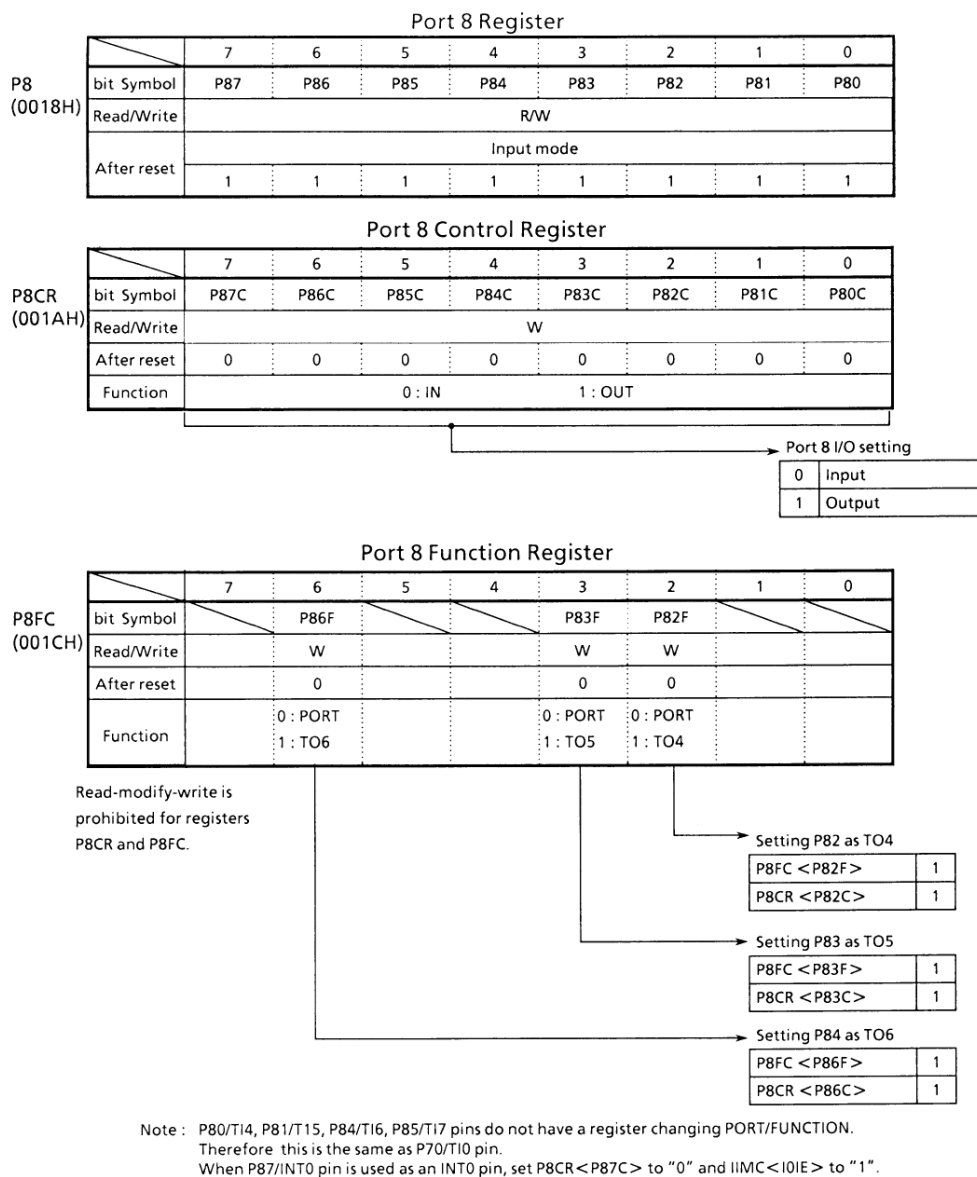 Port 8 Register
7 6 5 4 3 2 1 0
P8
(0018H)
bit Symbol P87 P86 P85 P84 P83 P82 P81 P80
Read/Write R/W
After reset Input mode
1 1 1 1 1 1 1 1
Port 8 Control Register
7 6 5 4 3 2 1 0
P8CR
(001AH)
bit Symbol P87C P86C P85C P84C P83C P82C P81C P80C
Read/Write W
After reset 0 0 0 0 0 0 0 0
Function 0 : IN 1 : OUT
Port 8 I/O setting
0 Input
1 Output
Port 8 Function Register
7 6 5 4 3 2 1 0
P8FC
(001CH)
bit Symbol P86F P83F P82F
Read/Write W W W
After reset 0 0 0
Function 0 : PORT 0 : PORT 0 : PORT
1 : TO6 1 : TO5 1 : TO4
Read-modify-write is
prohibited for registers
P8CR and P8FC.
Setting P82 as TO4
P8FC <P82F> 1
P8CR <P82C> 1
Setting P83 as TO5
P8FC <P83F> 1
P8CR <P83C> 1
Setting P84 as TO6
P8FC <P86F> 1
P8CR <P86C> 1
Note : P80/TI4, P81/T15, P84/TI6, P85/TI7 pins do not have a register changing PORT/FUNCTION.
Therefore this is the same as P70/TI0 pin.
When P87/INT0 pin is used as an INT0 pin, set P8CR<P87C> to "0" and IIMC<I0IE> to "1".